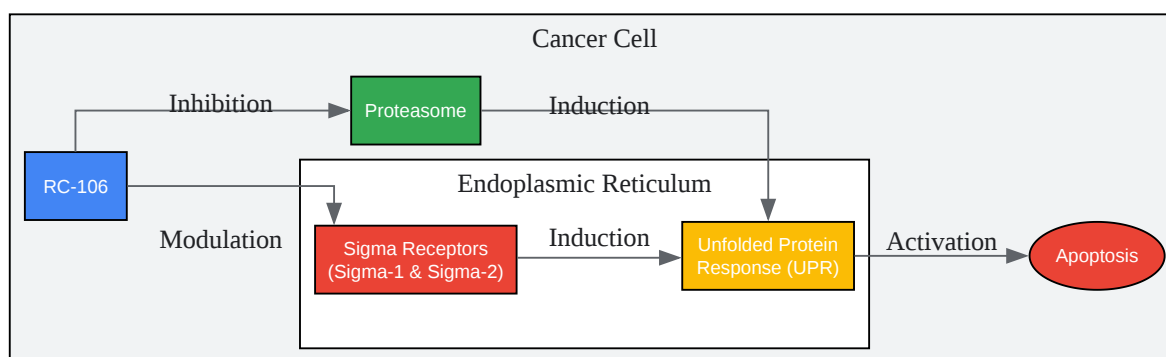 Cancer Cell
Inhibition
Proteasome
Induction
RC-106
Endoplasmic Reticulum
Modulation
Sigma Receptors
(Sigma-1 & Sigma-2)
Induction
Unfolded Protein
Response (UPR)
Activation
Apoptosis